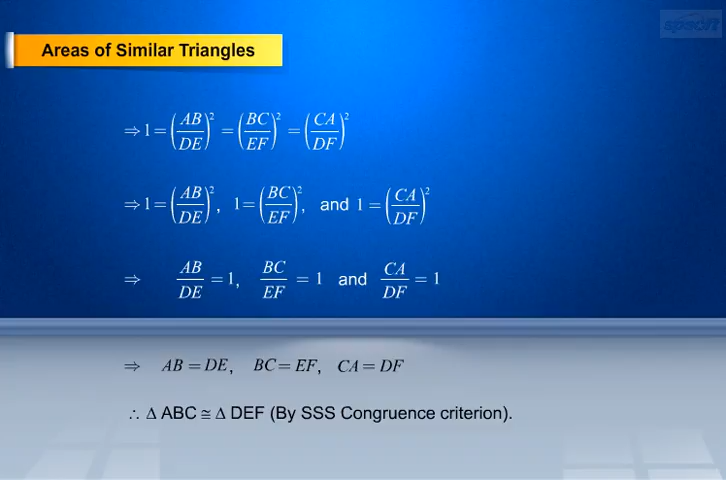 spsoft
Areas of Similar Triangles
⇒ 1 = (AB/DE)² = (BC/EF)² = (CA/DF)²
⇒ 1 = (AB/DE)², 1 = (BC/EF)², and 1 = (CA/DF)²
⇒ AB/DE = 1, BC/EF = 1 and CA/DF = 1
⇒ AB = DE, BC = EF, CA = DF
∴ Δ ABC ≅ Δ DEF (By SSS Congruence criterion).